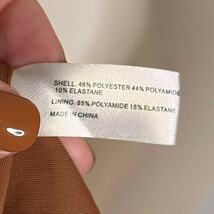 SHELL: 46% POLYESTER 44% POLYAMIDE
10% ELASTANE
LINING: 85% POLYAMIDE 15% ELASTANE
MADE IN CHINA